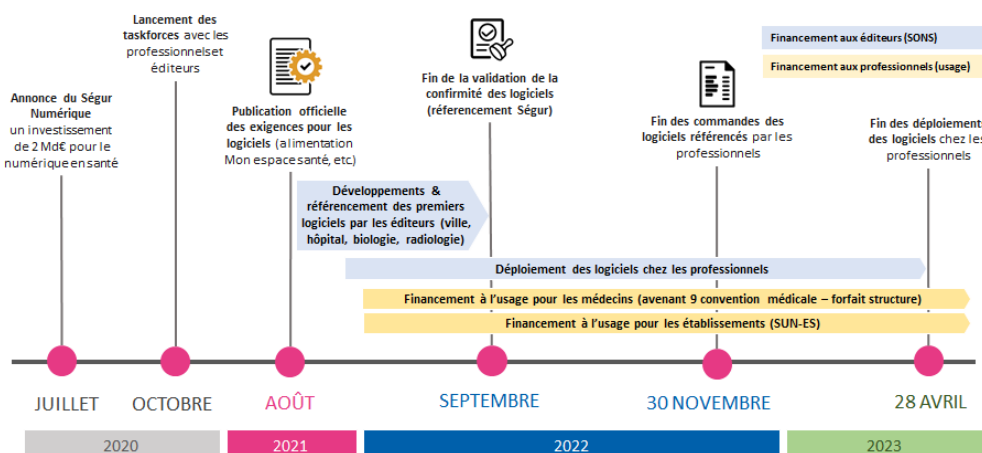 Lancement des
taskforces avec les
professionnelset
éditeurs
Annonce du Ségur
Numérique
un investissement
de 2 Md€ pour le
numérique en santé
Publication officielle
des exigences pour les
logiciels (alimentation
Mon espace santé, etc.)
Fin de la validation de la
confirmité des logiciels
(réferencement Ségur)
Financement aux éditeurs (SONS)
Financement aux professionnels (usage)
Fin des commandes des
logiciels référencés par les
professionnels
Fin des déploiements
des logiciels chez les
professionnels
Développements &
référencement des premiers
logiciels par les éditeurs (ville,
hôpital, biologie, radiologie)
Déploiement des logiciels chez les professionnels
Financement à l'usage pour les médecins (avenant 9 convention médicale – forfait structure)
Financement à l'usage pour les établissements (SUN-ES)
JUILLET
OCTOBRE
AOÛT
SEPTEMBRE
30 NOVEMBRE
28 AVRIL
2020
2021
2022
2023